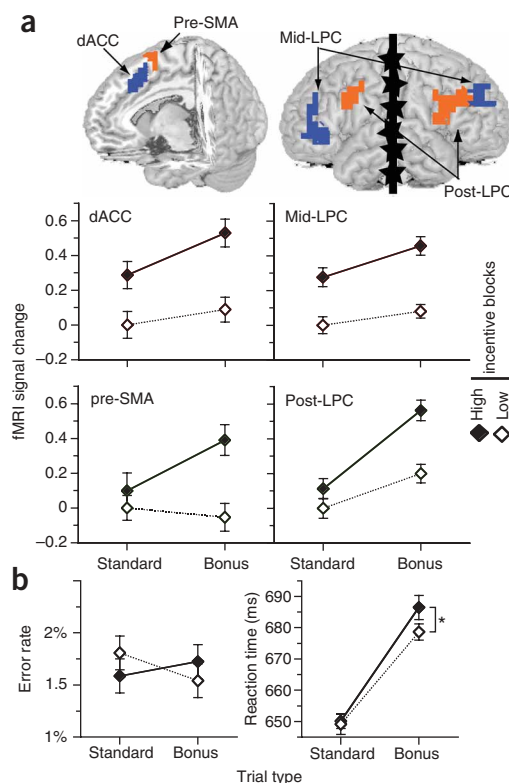 a
Pre-SMA
dACC
Mid-LPC
Post-LPC
fMRI signal change
0.6
0.4
0.2
0
−0.2
dACC
Mid-LPC
0.6
0.4
0.2
0
−0.2
pre-SMA
Post-LPC
Standard
Bonus
Standard
Bonus
incentive blocks
High
Low
b
Error rate
2%
1.5
1%
Standard
Bonus
Reaction time (ms)
690
680
670
660
650
*
Standard
Bonus
Trial type